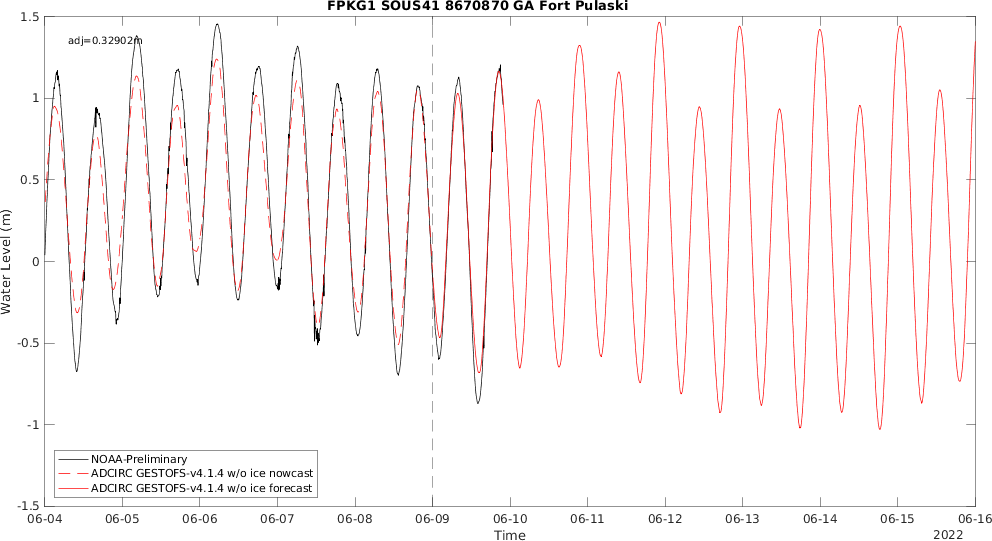 FPKG1 SOUS41 8670870 GA Fort Pulaski
adj=0.32902m
1.5
1
0.5
0
-0.5
-1
-1.5
Water Level (m)
NOAA-Preliminary
ADCIRC GESTOFS-v4.1.4 w/o ice nowcast
ADCIRC GESTOFS-v4.1.4 w/o ice forecast
06-04 06-05 06-06 06-07 06-08 06-09 06-10 06-11 06-12 06-13 06-14 06-15 06-16
Time
2022